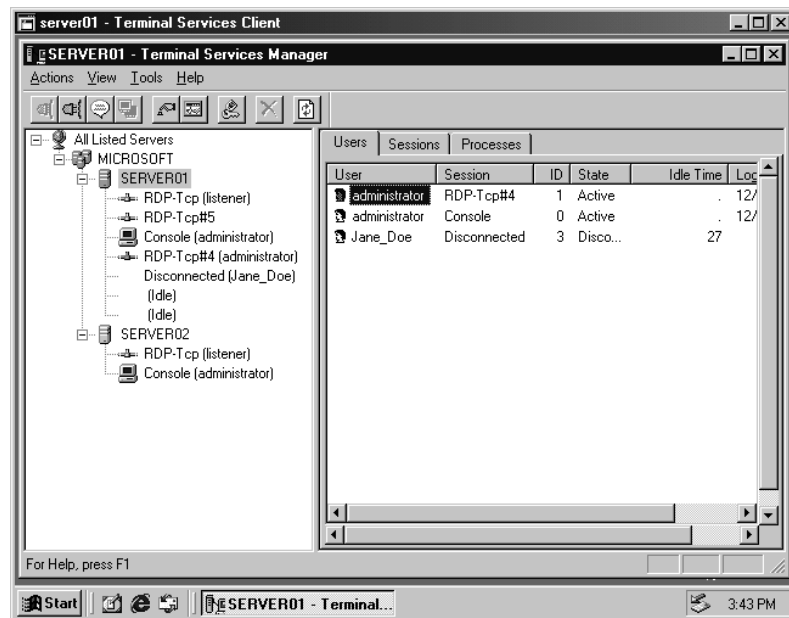 server01 - Terminal Services Client
SERVER01 - Terminal Services Manager
Actions View Tools Help
All Listed Servers
MICROSOFT
SERVER01
RDP-Tcp (listener)
RDP-Tcp#5
Console (administrator)
RDP-Tcp#4 (administrator)
Disconnected (Jane_Doe)
(Idle)
(Idle)
SERVER02
RDP-Tcp (listener)
Console (administrator)
Users Sessions Processes
User Session ID State Idle Time Log
administrator RDP-Tcp#4 1 Active . 12/
administrator Console 0 Active . 12/
Jane_Doe Disconnected 3 Disco... 27
For Help, press F1
Start SERVER01 - Terminal... 3:43 PM